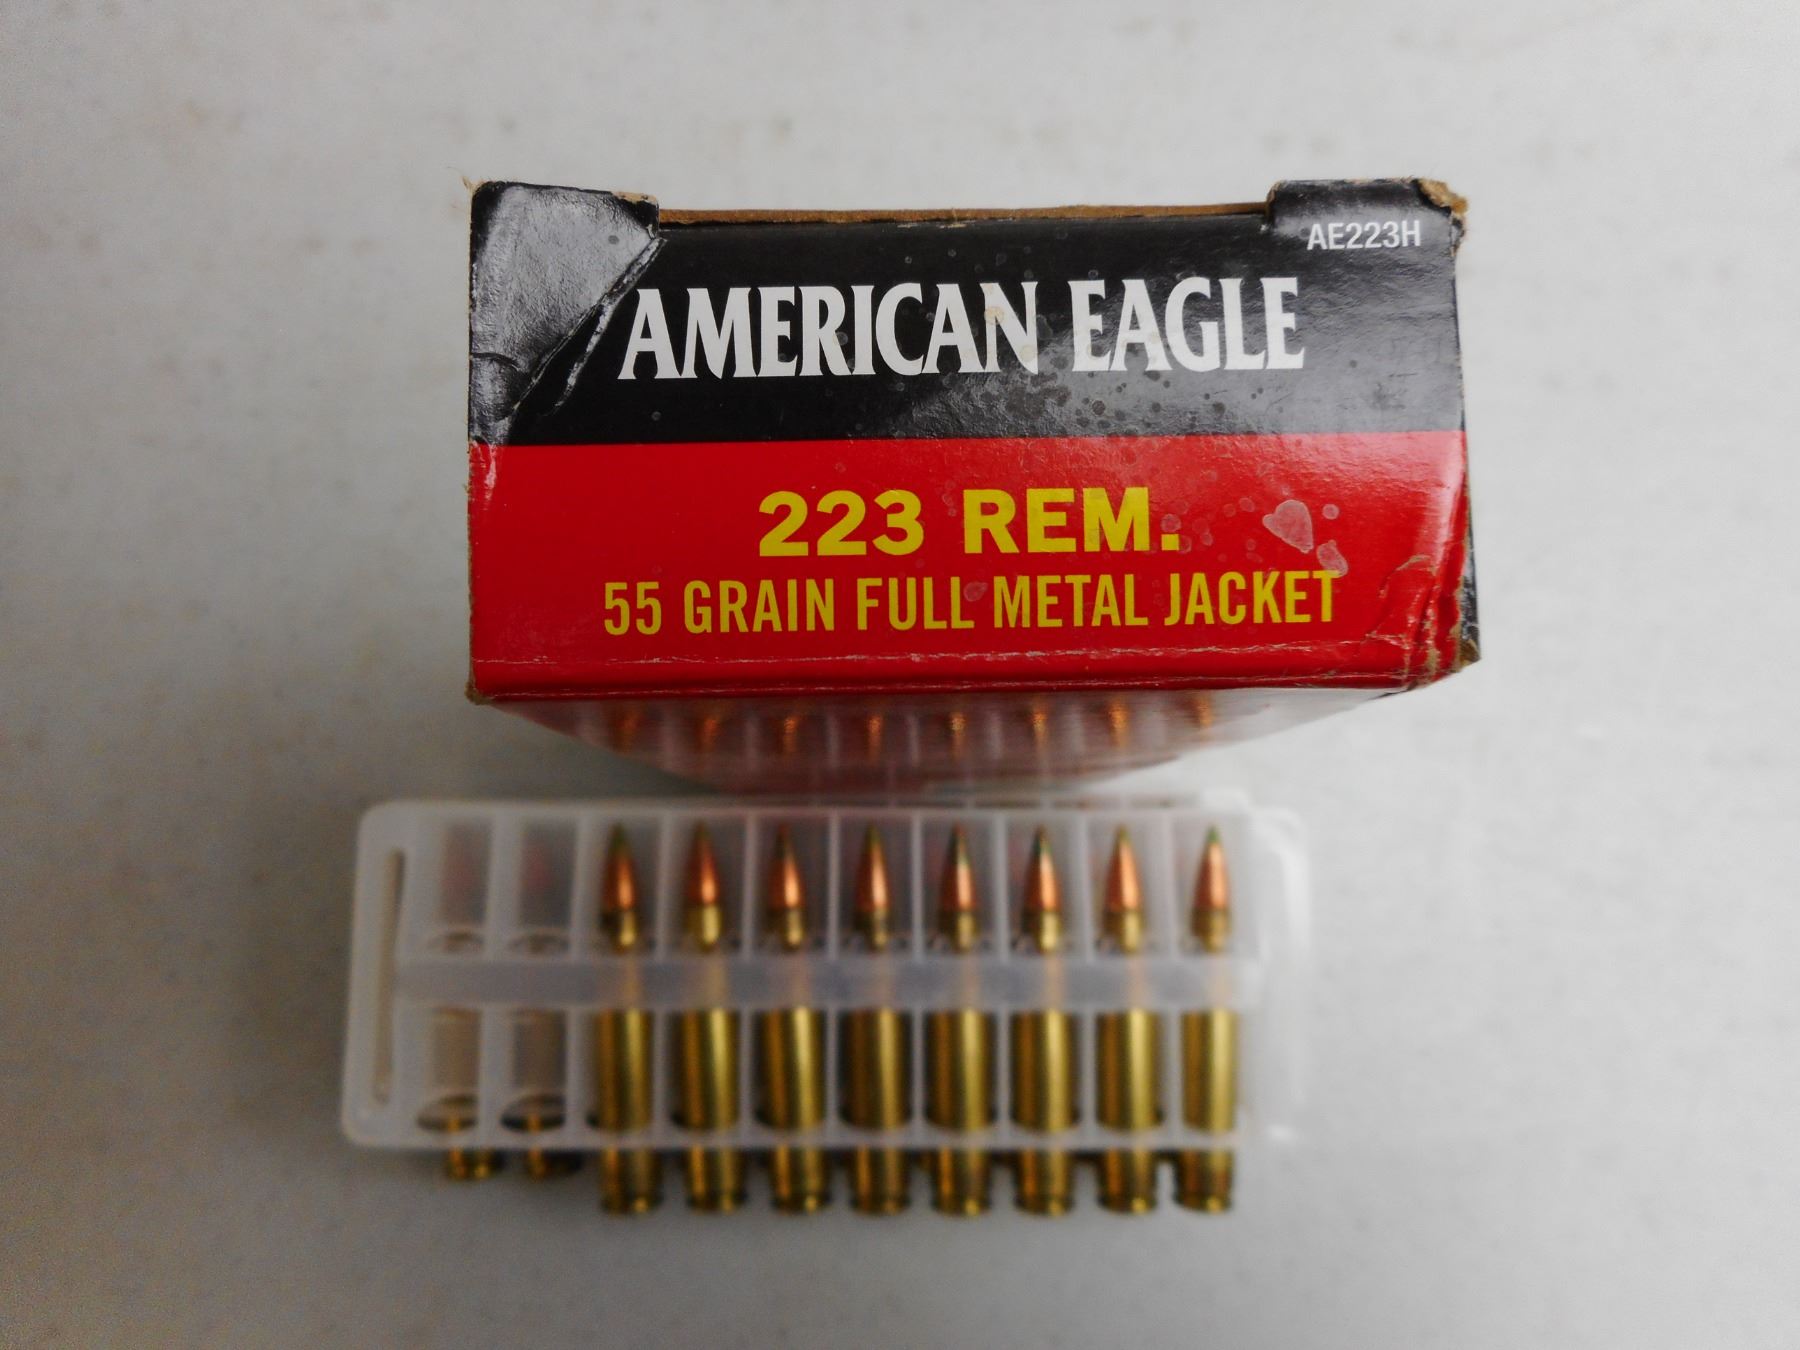 AE223H
AMERICAN EAGLE
223 REM.
55 GRAIN FULL METAL JACKET